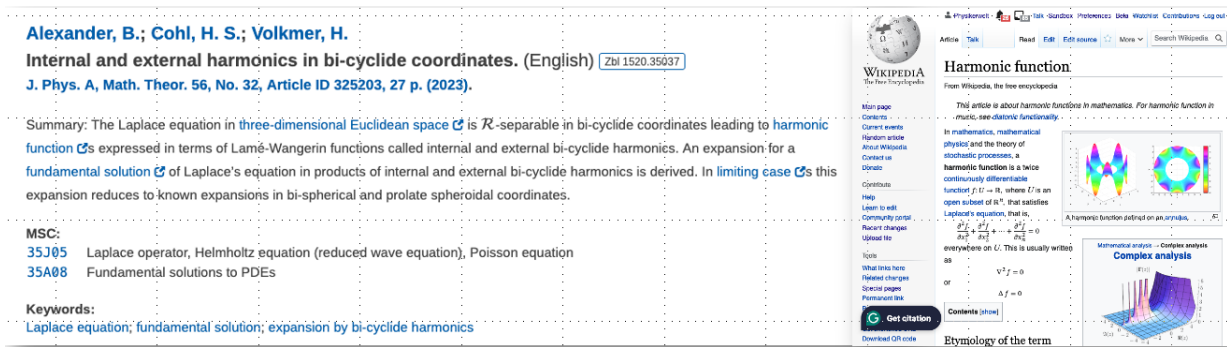 Alexander, B.; Cohl, H. S.; Volkmer, H.
Internal and external harmonics in bi-cyclide coordinates. (English) Zbl 1520.35037
J. Phys. A, Math. Theor. 56, No. 32, Article ID 325203, 27 p. (2023).
Summary: The Laplace equation in three-dimensional Euclidean space is R-separable in bi-cyclide coordinates leading to harmonic
functions expressed in terms of Lamé-Wangerin functions called internal and external bi-cyclide harmonics. An expansion for a
fundamental solution of Laplace's equation in products of internal and external bi-cyclide harmonics is derived. In limiting cases this
expansion reduces to known expansions in bi-spherical and prolate spheroidal coordinates.
MSC:
35J05 Laplace operator, Helmholtz equation (reduced wave equation), Poisson equation
35A08 Fundamental solutions to PDEs
Keywords:
Laplace equation; fundamental solution; expansion by bi-cyclide harmonics
WIKIPEDIA
The Free Encyclopedia
Main page
Contents
Current events
Random article
About Wikipedia
Contact us
Donate
Contribute
Help
Learn to edit
Community portal
Recent changes
Upload file
Tools
What links here
Related changes
Special pages
Permanent link
Get citation
Download QR code
Physikerwelt Talk Sandbox Preferences Beta Watchlist Contributions Log out
Article Talk Read Edit Edit source More Search Wikipedia
Harmonic function
From Wikipedia, the free encyclopedia
This article is about harmonic functions in mathematics. For harmonic function in
music, see diatonic functionality.
In mathematics, mathematical
physics and the theory of
stochastic processes, a
harmonic function is a twice
continuously differentiable
function f: U → ℝ, where U is an
open subset of ℝⁿ, that satisfies
Laplace's equation, that is,
∂²f/∂x₁² + ∂²f/∂x₂² + ··· + ∂²f/∂xₙ² = 0
everywhere on U. This is usually written
as
∇²f = 0
or
Δf = 0
Contents [show]
Etymology of the term
A harmonic function defined on an annulus.
Mathematical analysis → Complex analysis
Complex analysis